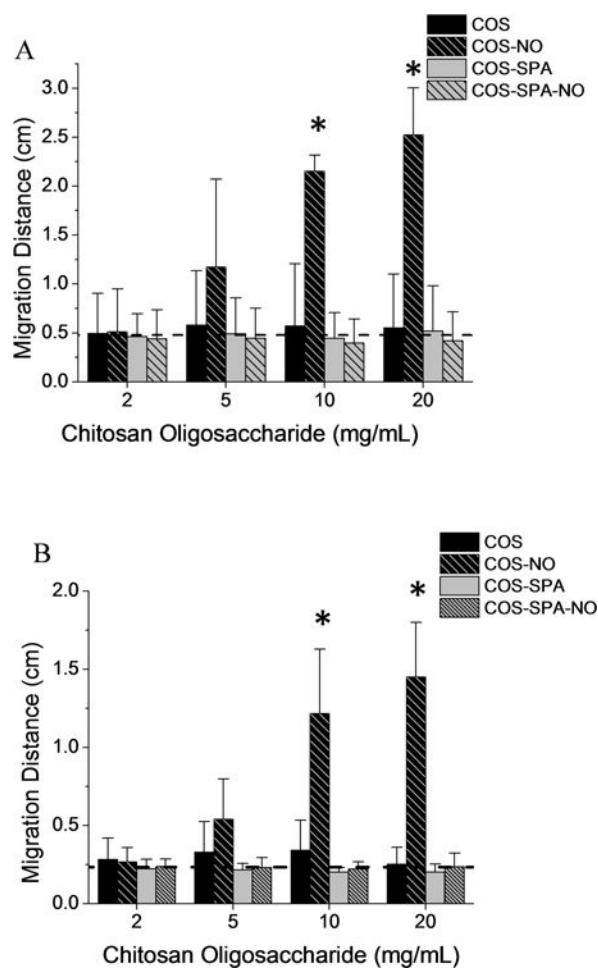 A
COS
COS-NO
COS-SPA
COS-SPA-NO
Migration Distance (cm)
3.0
2.5
2.0
1.5
1.0
0.5
0.0
*
*
2 5 10 20
Chitosan Oligosaccharide (mg/mL)
B
COS
COS-NO
COS-SPA
COS-SPA-NO
Migration Distance (cm)
2.0
1.5
1.0
0.5
0.0
*
*
2 5 10 20
Chitosan Oligosaccharide (mg/mL)